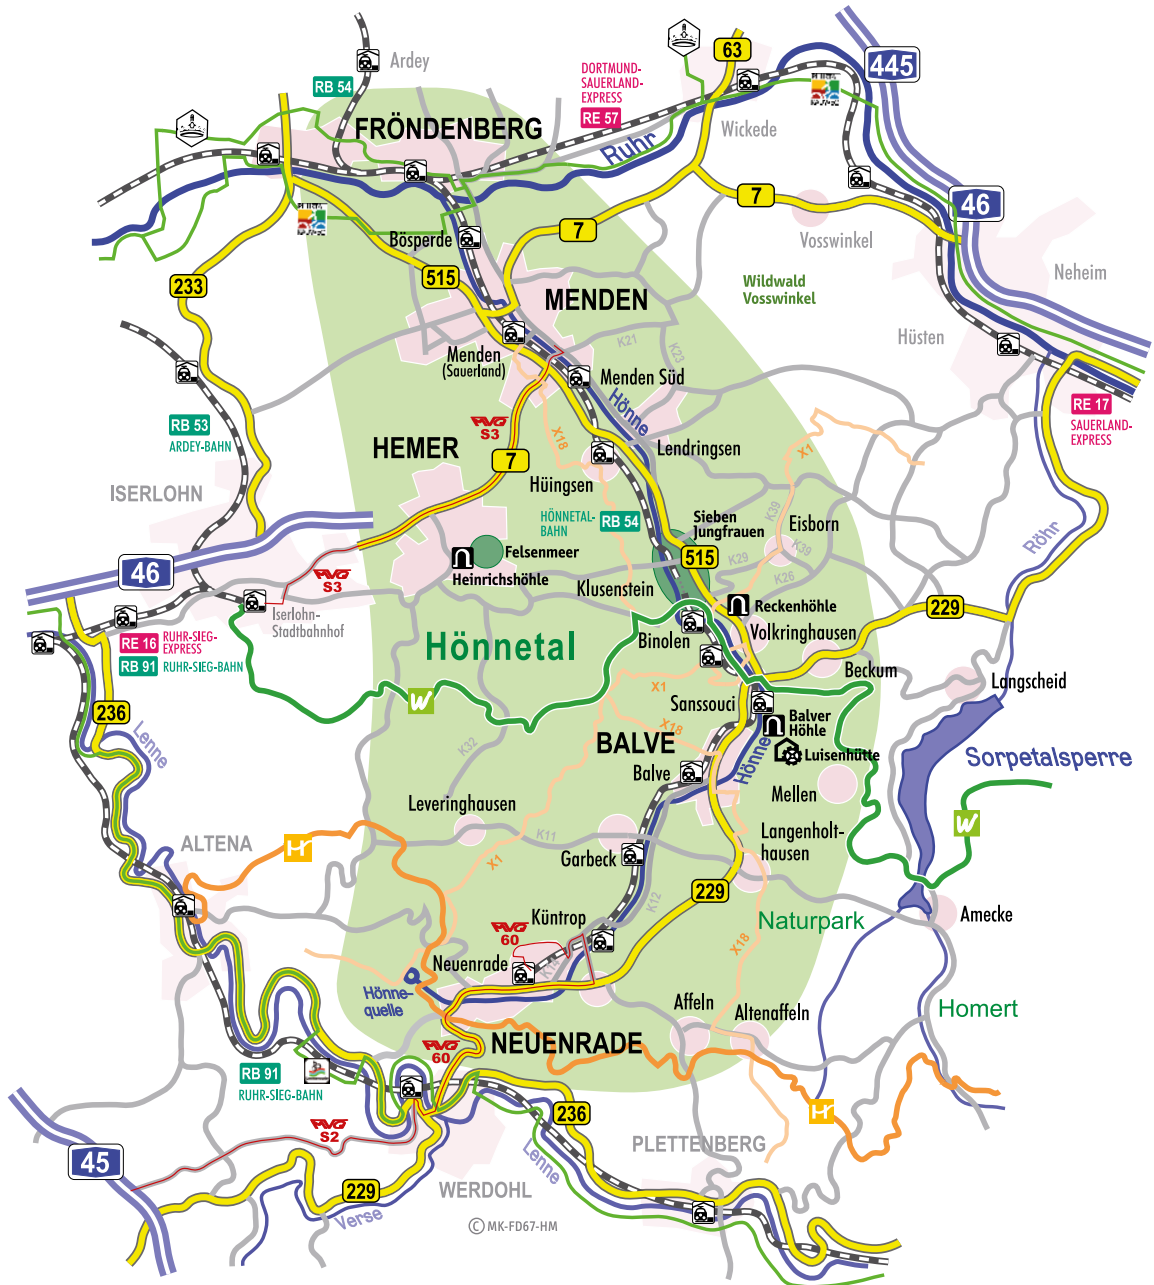 Ardey
RB 54
FRÖNDENBERG
DORTMUND-
SAUERLAND-
EXPRESS
RE 57
63
445
Wickede
Ruhr
46
7
Vosswinkel
Neheim
7
Bösperde
515
233
MENDEN
Wildwald
Vosswinkel
Hüsten
K21
K23
Menden
(Sauerland)
Menden Süd
Hönne
RE 17
SAUERLAND-
EXPRESS
RB 53
ARDEY-BAHN
MVG
S3
X18
X1
HEMER
7
Lendringsen
ISERLOHN
Hüingsen
HÖNNETAL-
BAHN
RB 54
Sieben
Jungfrauen
K39
Eisborn
Röhr
Felsenmeer
Heinrichshöhle
515
K29
K39
K26
46
MVG
S3
Klusenstein
Reckenhöhle
229
Iserlohn-
Stadtbahnhof
Binolen
Volkringhausen
RE 16
RUHR-SIEG-
EXPRESS
RB 91
RUHR-SIEG-BAHN
Hönnetal
Beckum
Langscheid
X1
W
Sanssouci
236
Lenne
X18
Balver
Höhle
BALVE
Hönne
Luisenhütte
K32
Balve
Sorpetalsperre
Mellen
Leveringhausen
K11
Langenholt-
hausen
W
ALTENA
H
Garbeck
X1
229
K12
Naturpark
Amecke
Küntrop
MVG
60
X18
Neuenrade
K12
Hönne-
quelle
Affeln
Altenaffeln
Homert
NEUENRADE
MVG
60
RB 91
RUHR-SIEG-BAHN
H
236
MVG
S2
PLETTENBERG
45
Lenne
229
WERDOHL
Verse
© MK-FD67-HM